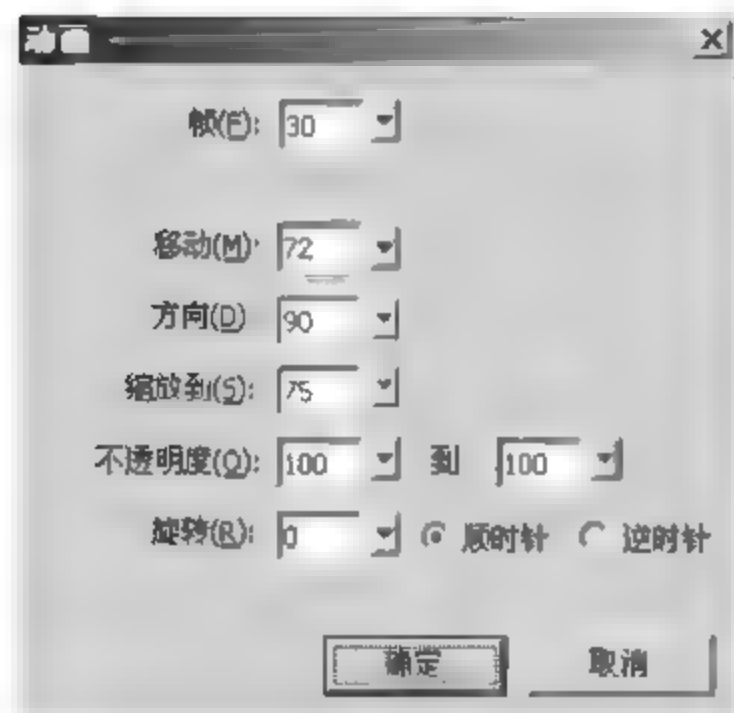 动画
帧(F): 30
移动(M): 72
方向(D) 90
缩放到(S): 75
不透明度(O): 100 到 100
旋转(R): 0 顺时针 逆时针
确定 取消